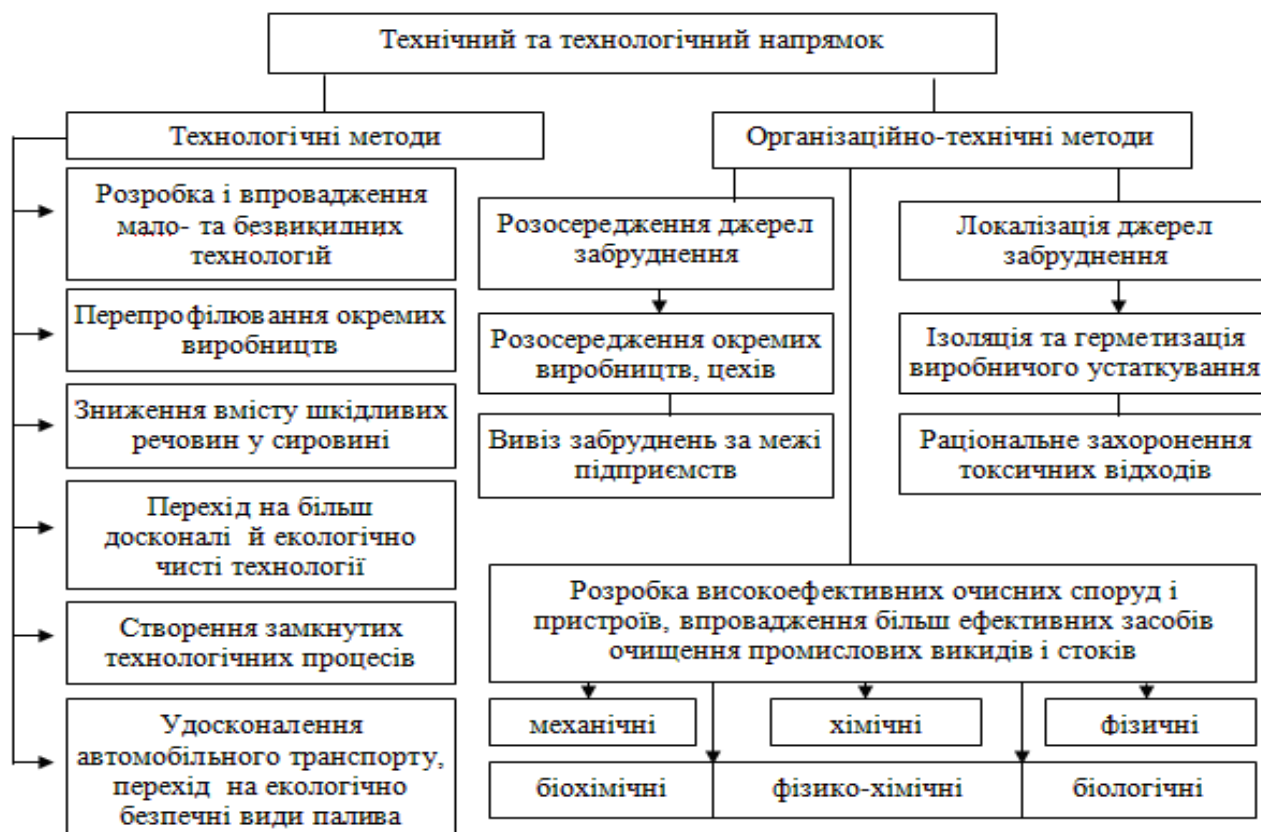 Технічний та технологічний напрямок
Технологічні методи
Розробка і впровадження
мало- та безвикидних
технологій
Перепрофілювання окремих
виробництв
Зниження вмісту шкідливих
речовин у сировині
Перехід на більш
досконалі й екологічно
чисті технології
Створення замкнутих
технологічних процесів
Удосконалення
автомобільного транспорту,
перехід на екологічно
безпечні види палива
Організаційно-технічні методи
Розосередження джерел
забруднення
Розосередження окремих
виробництв, цехів
Вивіз забруднень за межі
підприємств
Локалізація джерел
забруднення
Ізоляція та герметизація
виробничого устаткування
Раціональне захоронення
токсичних відходів
Розробка високоефективних очисних споруд і
пристроїв, впровадження більш ефективних засобів
очищення промислових викидів і стоків
механічні
хімічні
фізичні
біохімічні
фізико-хімічні
біологічні